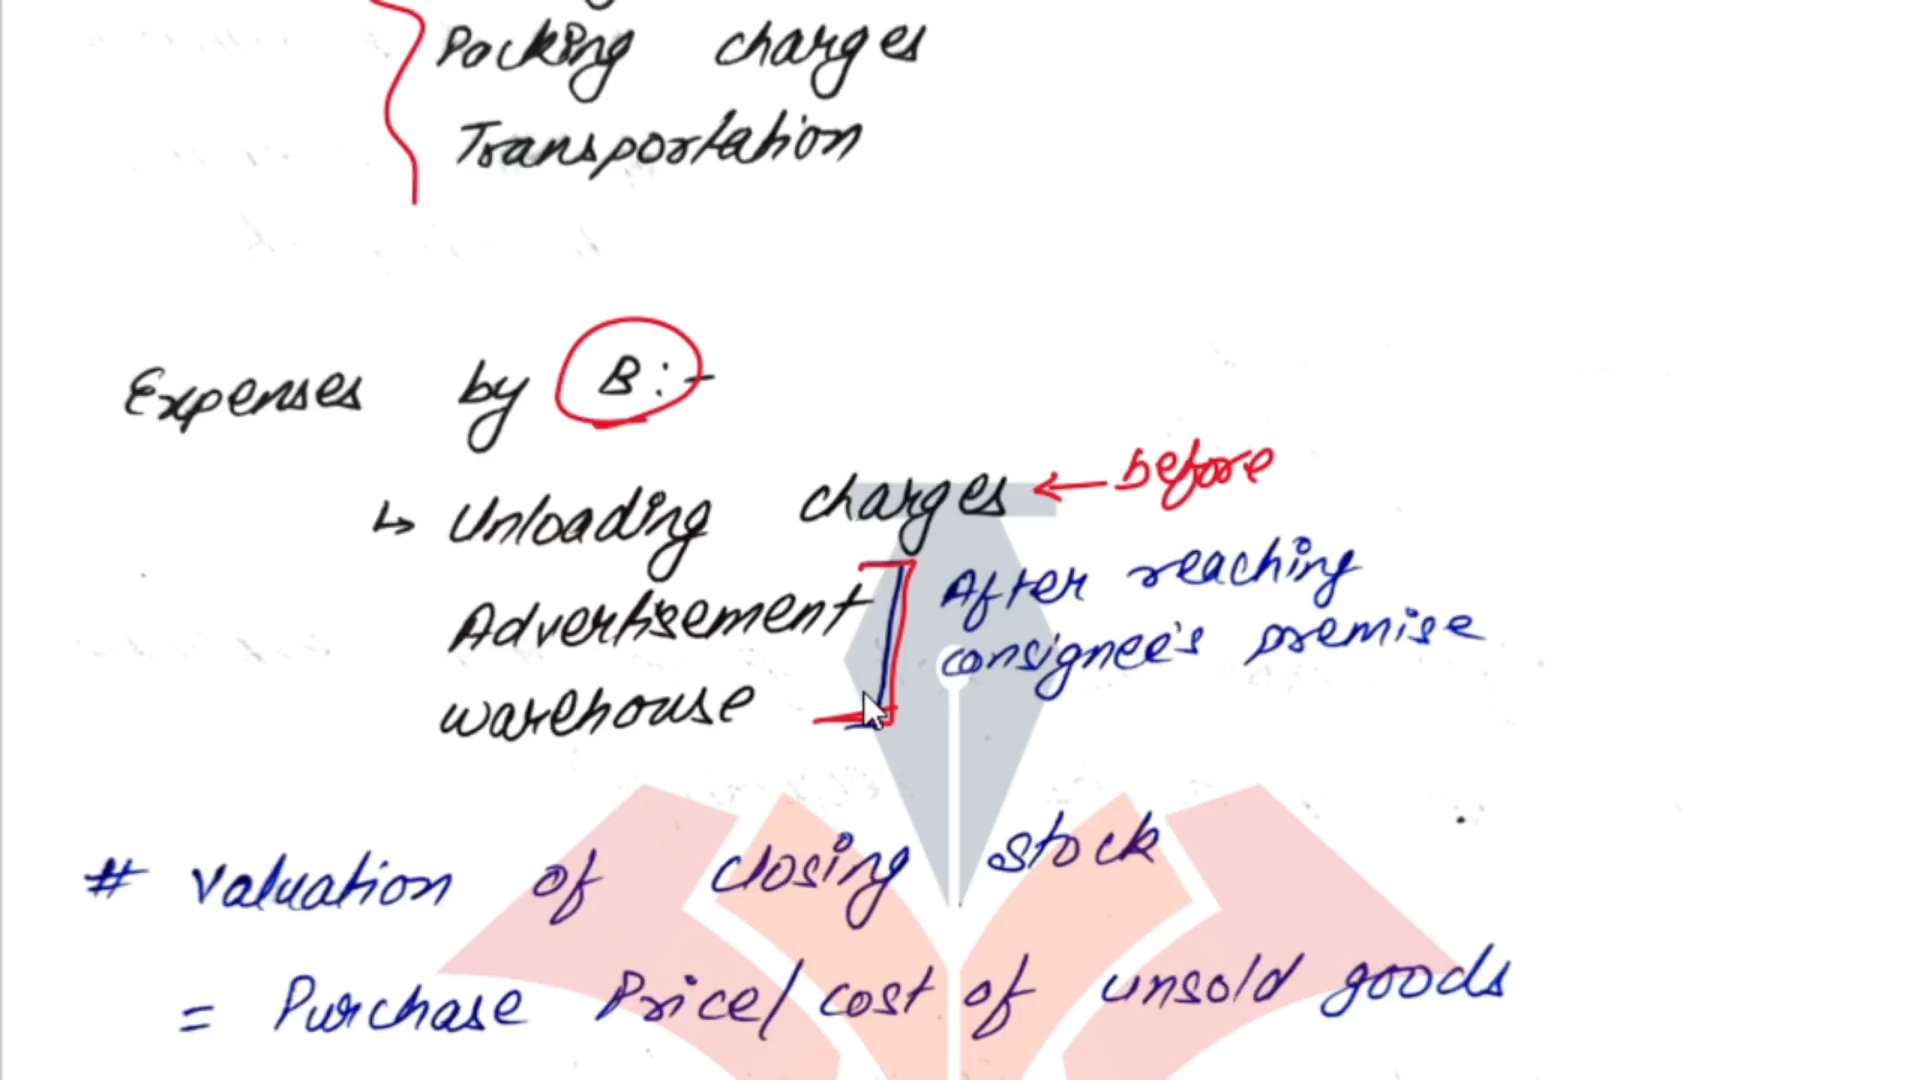 Packing charges
Transportation
Expenses by B:-
↳ Unloading charges ← before
Advertisement
After reaching
consignee's premise
warehouse
# Valuation of closing stock
= Purchase Price/cost of unsold goods